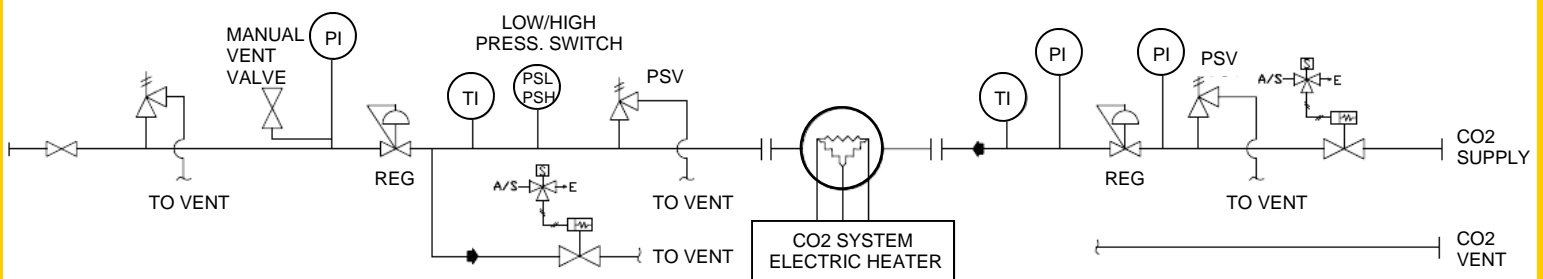 MANUAL
VENT
VALVE
PI
LOW/HIGH
PRESS. SWITCH
TI
PSL
PSH
PSV
REG
TO VENT
A/S
S
E
TO VENT
TO VENT
CO2 SYSTEM
ELECTRIC HEATER
TI
PI
PI
PSV
S
A/S
E
REG
TO VENT
CO2
SUPPLY
CO2
VENT